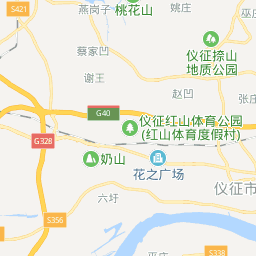 S421
燕岗子
桃花山
姚庄
蔡家凹
仪征捺山
地质公园
谢王
赵凹
张庄
G40
仪征红山体育公园
(红山体育度假村)
G328
奶山
花之广场
仪征市
六圩
S356
巫庄
S338